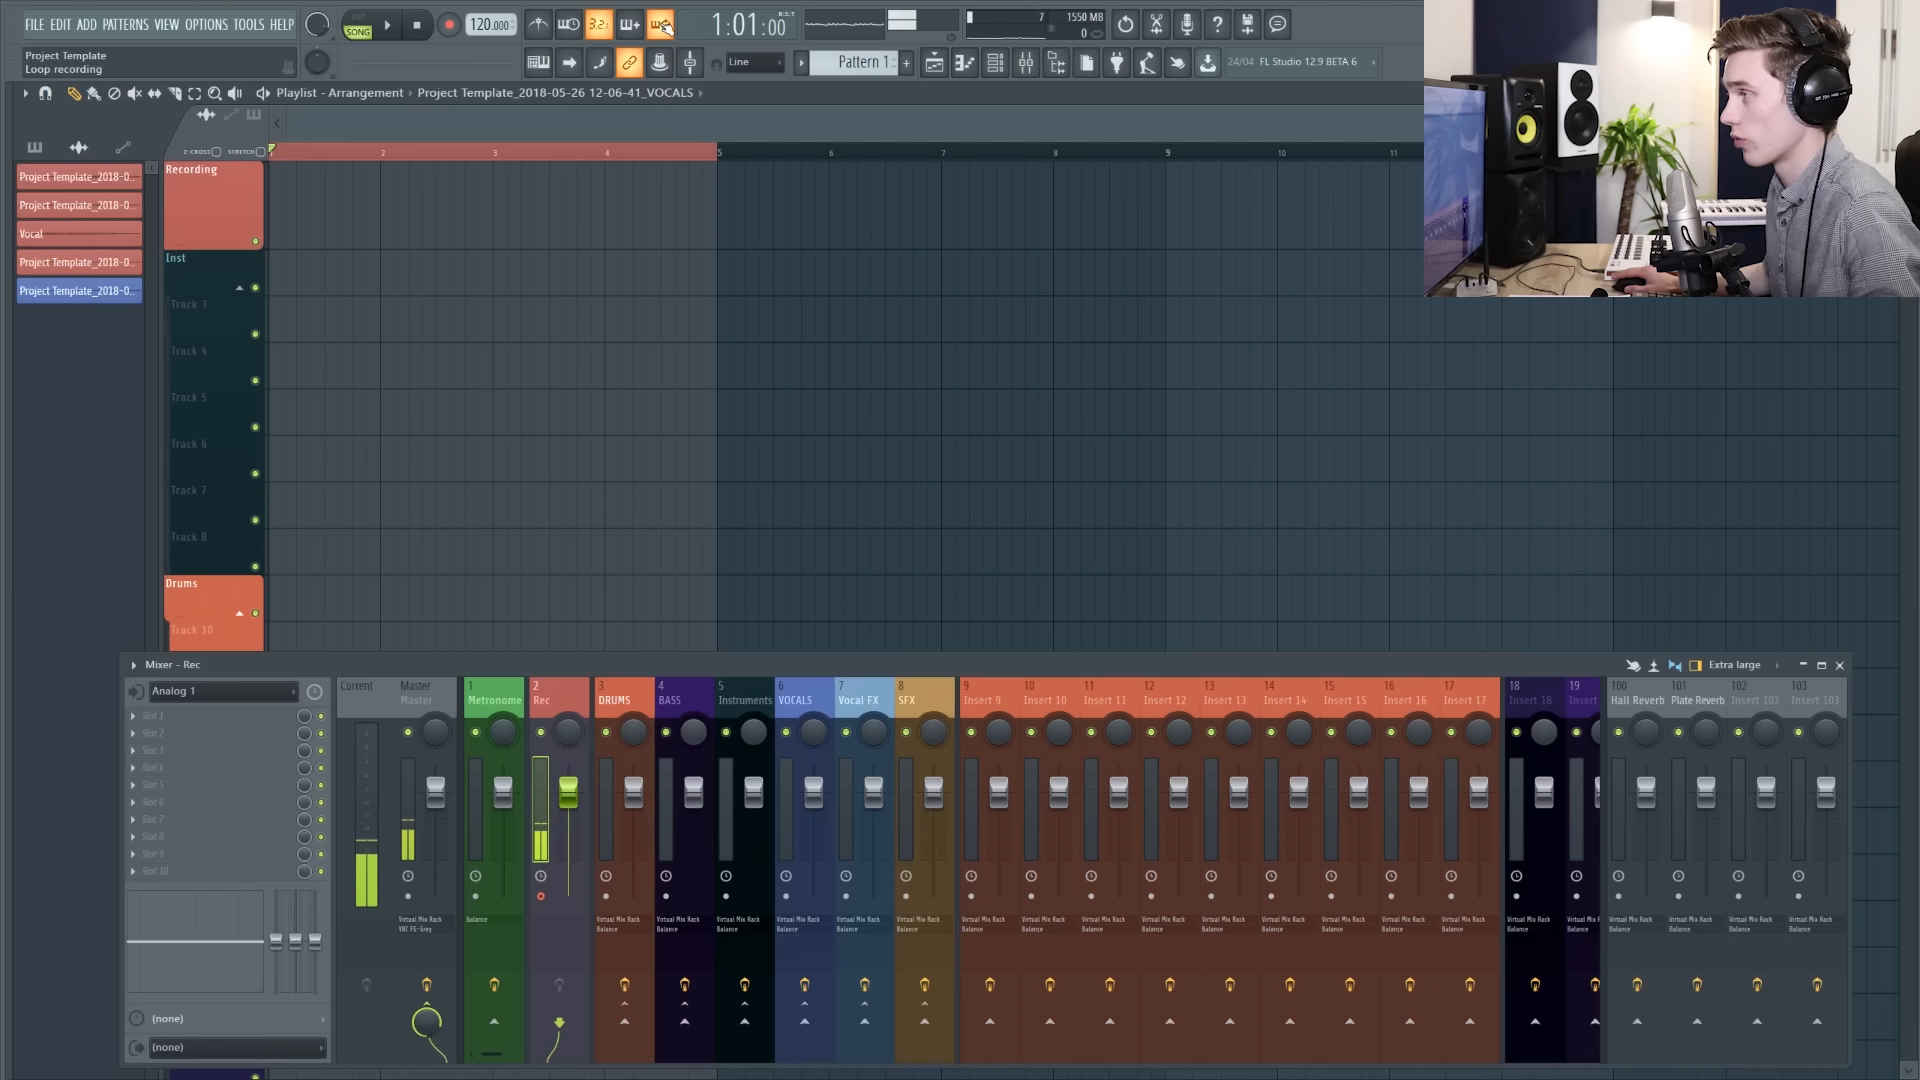 FILE EDIT ADD PATTERNS VIEW OPTIONS TOOLS HELP
SONG
120.000
3.2.
1:01:00
B:S:T
7
1550 MB
0
Project Template
Loop recording
Line
Pattern 1
24/04 FL Studio 12.9 BETA 6
Playlist - Arrangement › Project Template_2018-05-26 12-06-41_VOCALS ›
Z-CROSS STRETCH
2 3 4 5 6 7 8 9 10 11
Project Template_2018-0..
Project Template_2018-0..
Vocal
Project Template_2018-0..
Project Template_2018-0..
Recording
Inst
Track 3
Track 4
Track 5
Track 6
Track 7
Track 8
Drums
Track 10
Mixer - Rec
Extra large
Analog 1
Slot 1
Slot 2
Slot 3
Slot 4
Slot 5
Slot 6
Slot 7
Slot 8
Slot 9
Slot 10
(none)
(none)
Current Master 1 2 3 4 5 6 7 8 9 10 11 12 13 14 15 16 17 18 19 100 101 102 103
Master Metronome Rec DRUMS BASS Instruments VOCALS Vocal FX SFX Insert 9 Insert 10 Insert 11 Insert 12 Insert 13 Insert 14 Insert 15 Insert 16 Insert 17 Insert 18 Insert Hall Reverb Plate Reverb Insert 102 Insert 103
Virtual Mix Rack Balance Virtual Mix Rack Virtual Mix Rack Virtual Mix Rack Virtual Mix Rack Virtual Mix Rack Virtual Mix Rack Virtual Mix Rack Virtual Mix Rack Virtual Mix Rack Virtual Mix Rack Virtual Mix Rack Virtual Mix Rack Virtual Mix Rack Virtual Mix Rack Virtual Mix Rack Virtual Mix R Virtual Mix Rack Virtual Mix Rack Virtual Mix Rack Virtual Mix Rack
VBC FG-Grey Balance Balance Balance Balance Balance Balance Balance Balance Balance Balance Balance Balance Balance Balance Balance Balance Balance Balance Balance Balance Balance